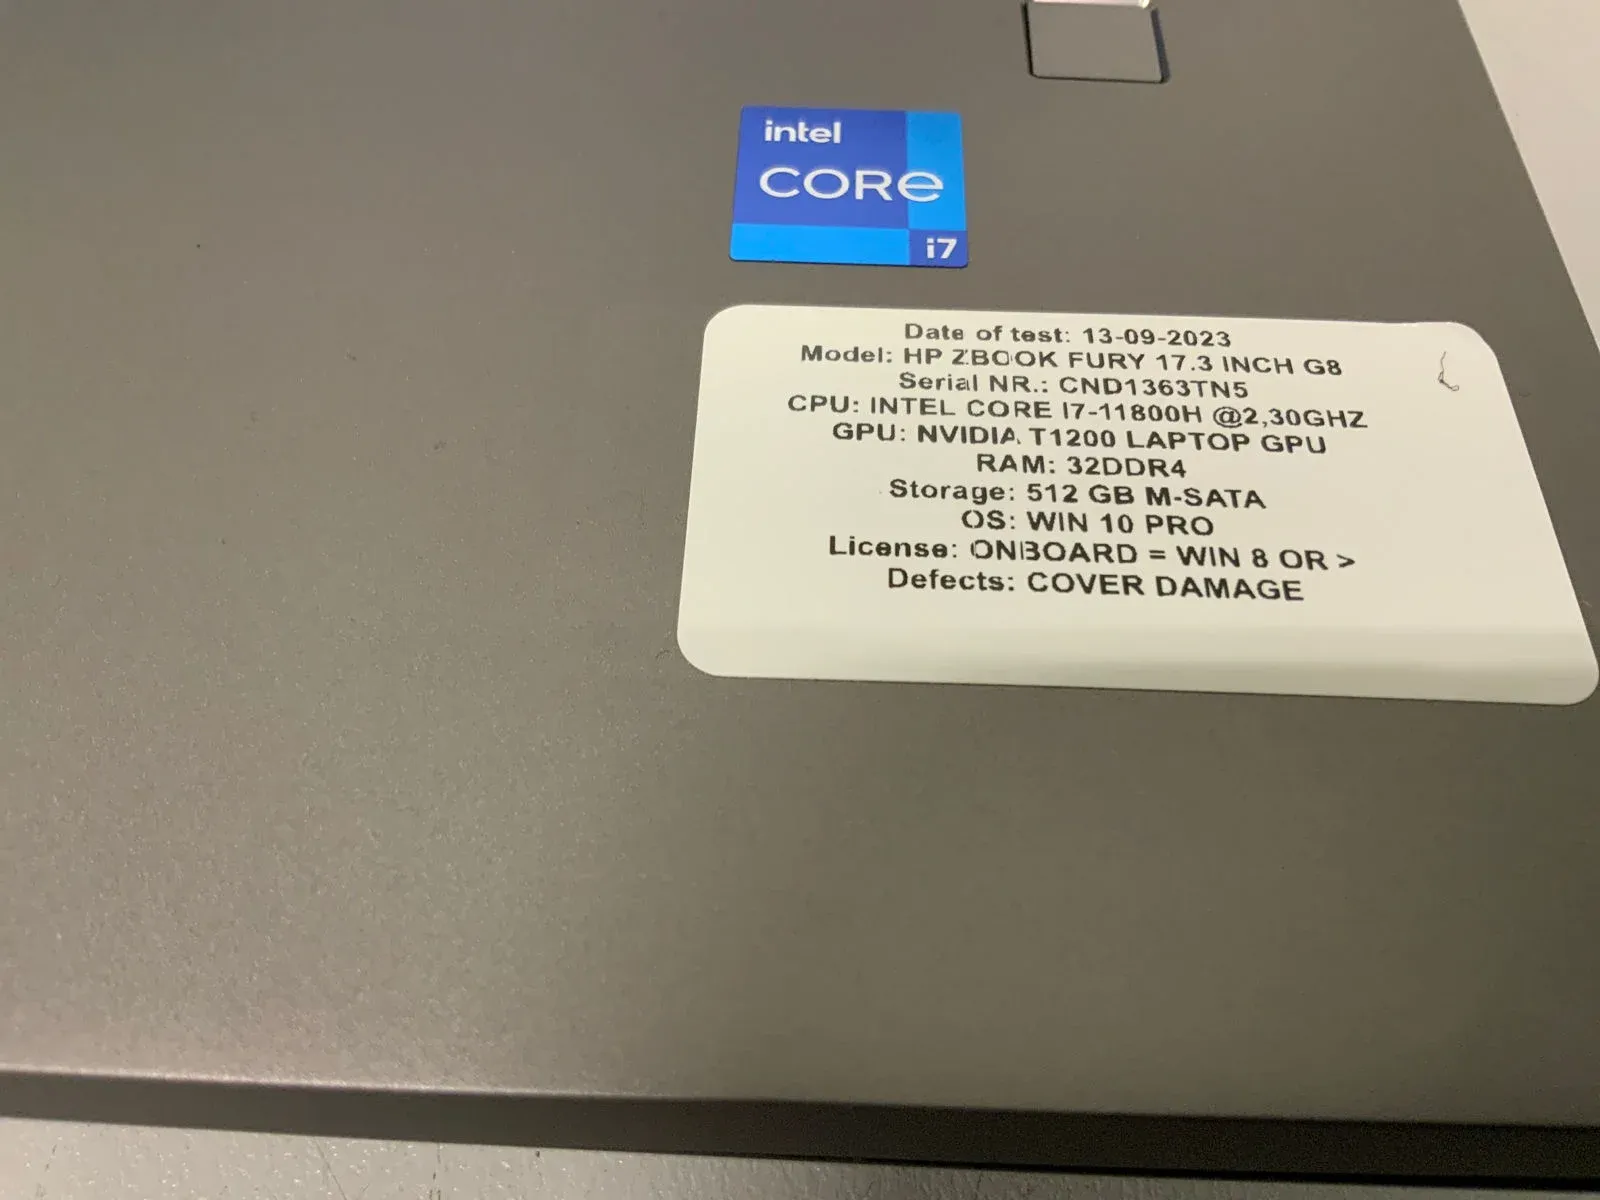 intel
CORe
i7
Date of test: 13-09-2023
Model: HP ZBOOK FURY 17.3 INCH G8
Serial NR.: CND1363TN5
CPU: INTEL CORE I7-11800H @2,30GHZ
GPU: NVIDIA T1200 LAPTOP GPU
RAM: 32DDR4
Storage: 512 GB M-SATA
OS: WIN 10 PRO
License: ONBOARD = WIN 8 OR >
Defects: COVER DAMAGE